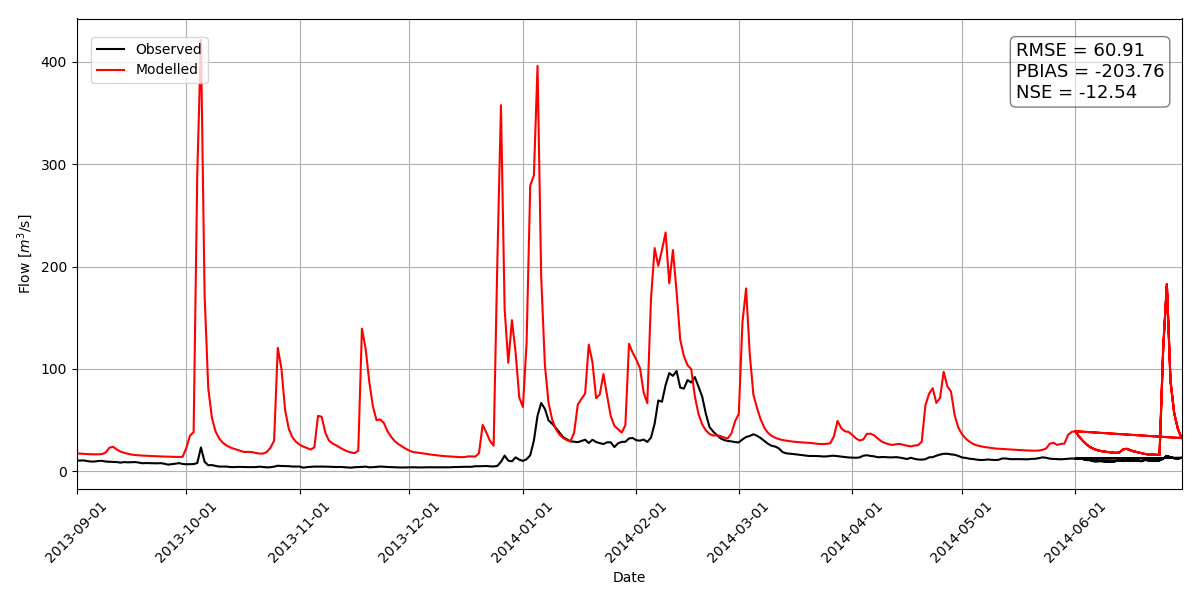 Observed
Modelled
RMSE = 60.91
PBIAS = -203.76
NSE = -12.54
400
300
200
100
0
Flow [m³/s]
2013-09-01
2013-10-01
2013-11-01
2013-12-01
2014-01-01
2014-02-01
2014-03-01
2014-04-01
2014-05-01
2014-06-01
Date